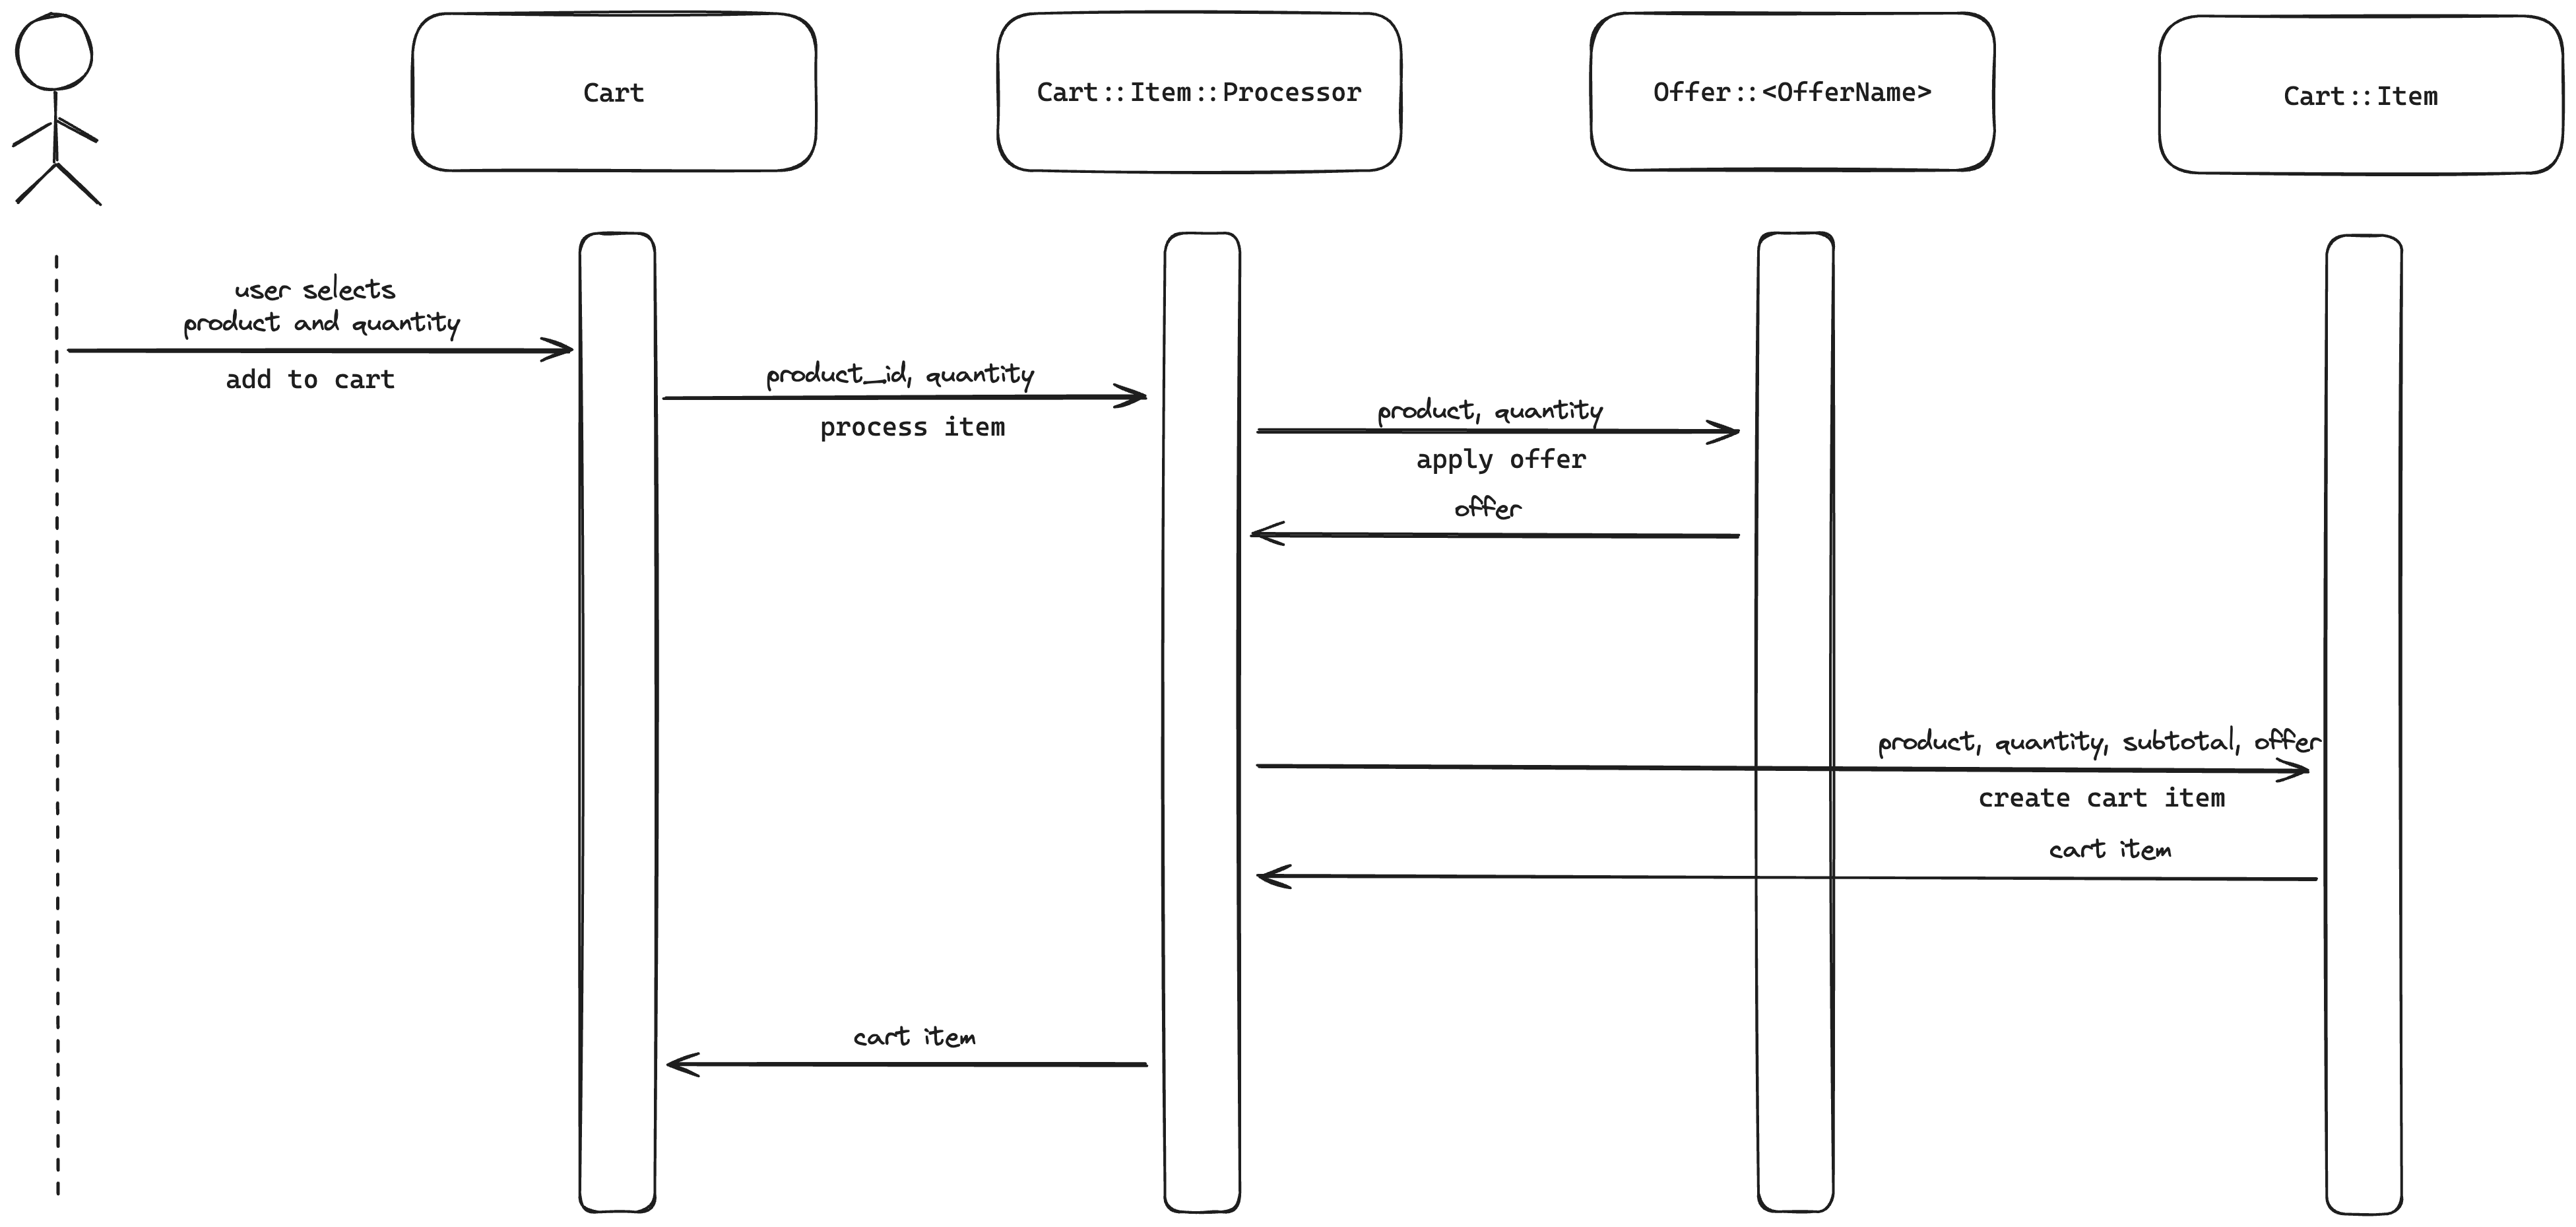 Cart
Cart::Item::Processor
Offer::<OfferName>
Cart::Item
user selects
product and quantity
add to cart
product_id, quantity
process item
product, quantity
apply offer
offer
product, quantity, subtotal, offer
create cart item
cart item
cart item